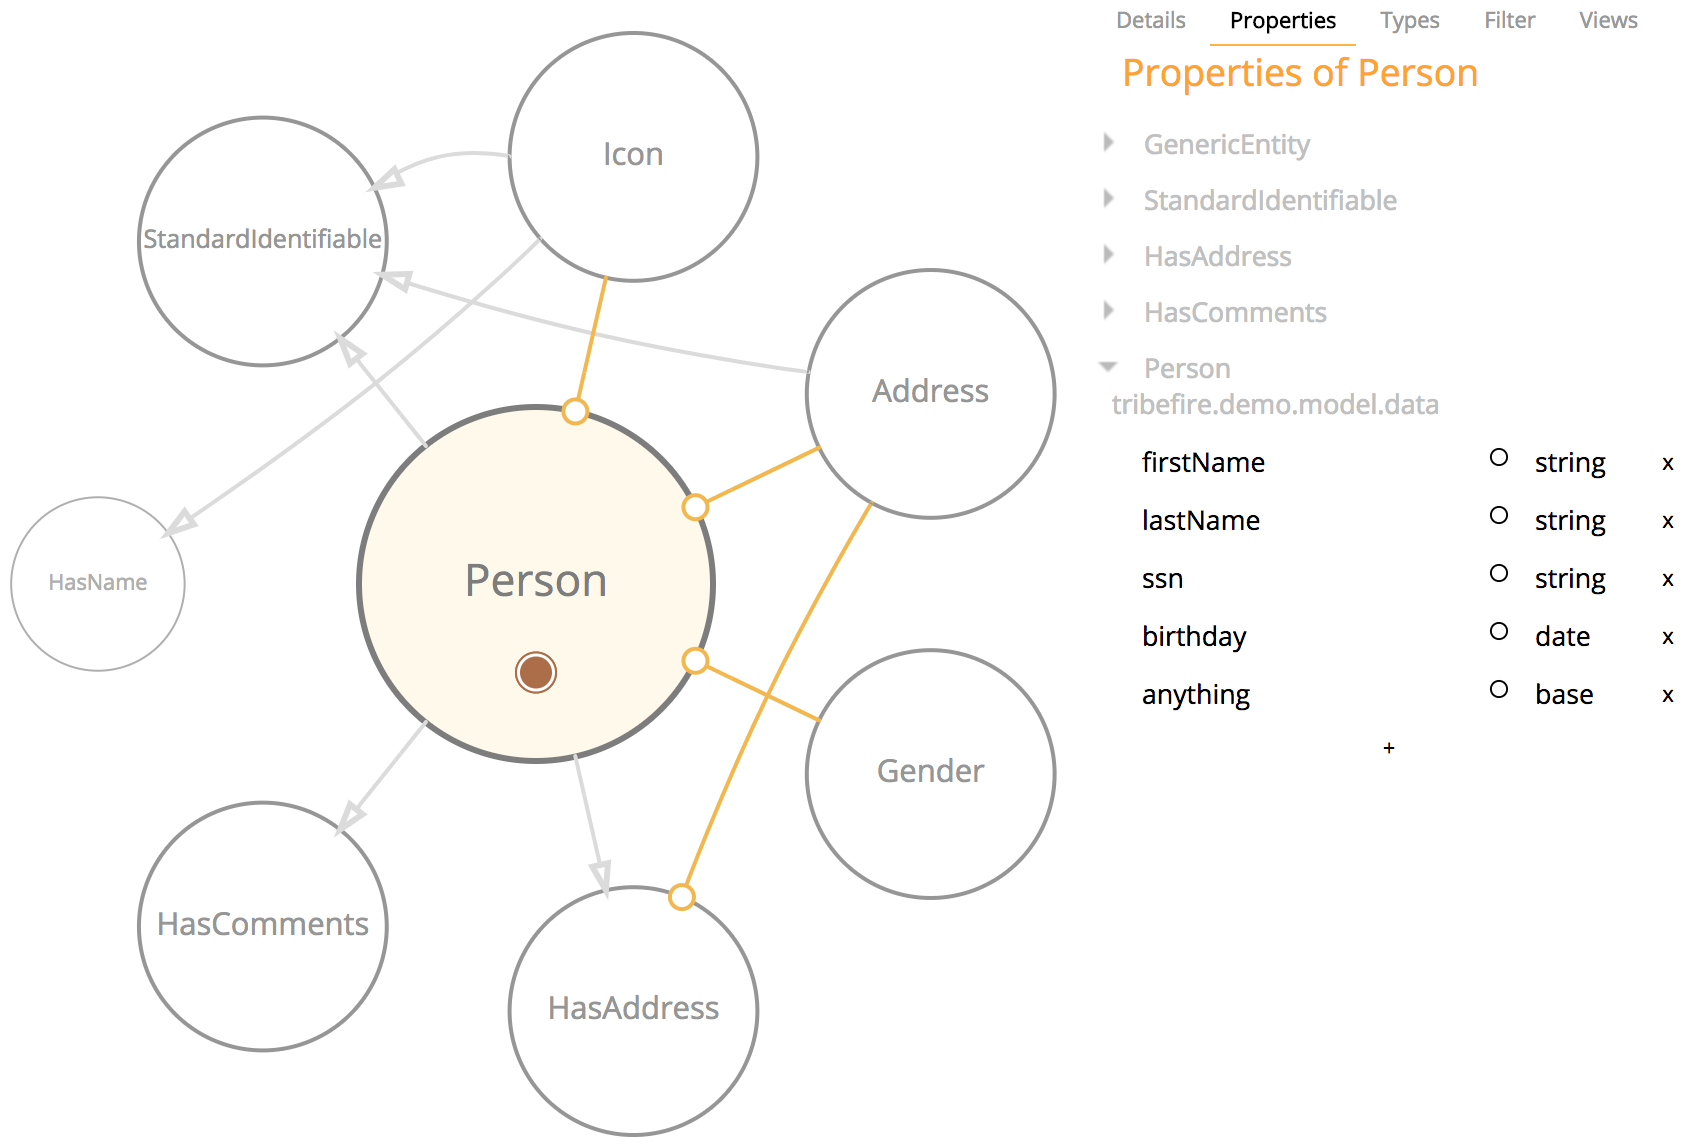 Details Properties Types Filter Views
Properties of Person
GenericEntity
StandardIdentifiable
HasAddress
HasComments
Person
tribefire.demo.model.data
firstName string x
lastName string x
ssn string x
birthday date x
anything base x
+
Icon
StandardIdentifiable
Address
Person
HasName
Gender
HasComments
HasAddress